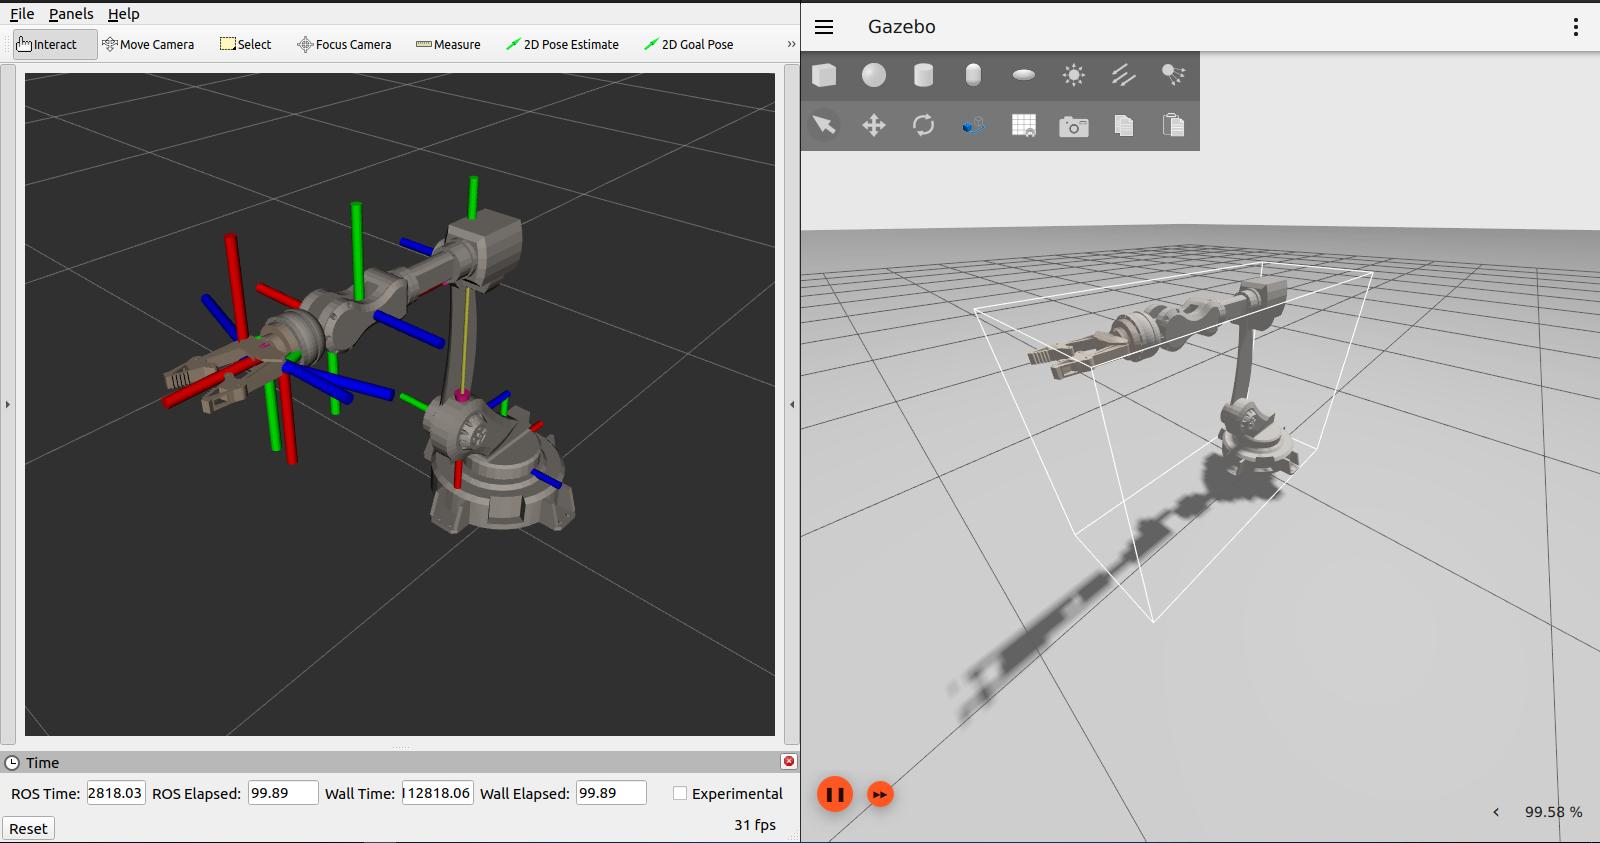 File Panels Help
Interact Move Camera Select Focus Camera Measure 2D Pose Estimate 2D Goal Pose »
Time
ROS Time: 2818.03 ROS Elapsed: 99.89 Wall Time: 112818.06 Wall Elapsed: 99.89 Experimental
Reset 31 fps
Gazebo
99.58 %